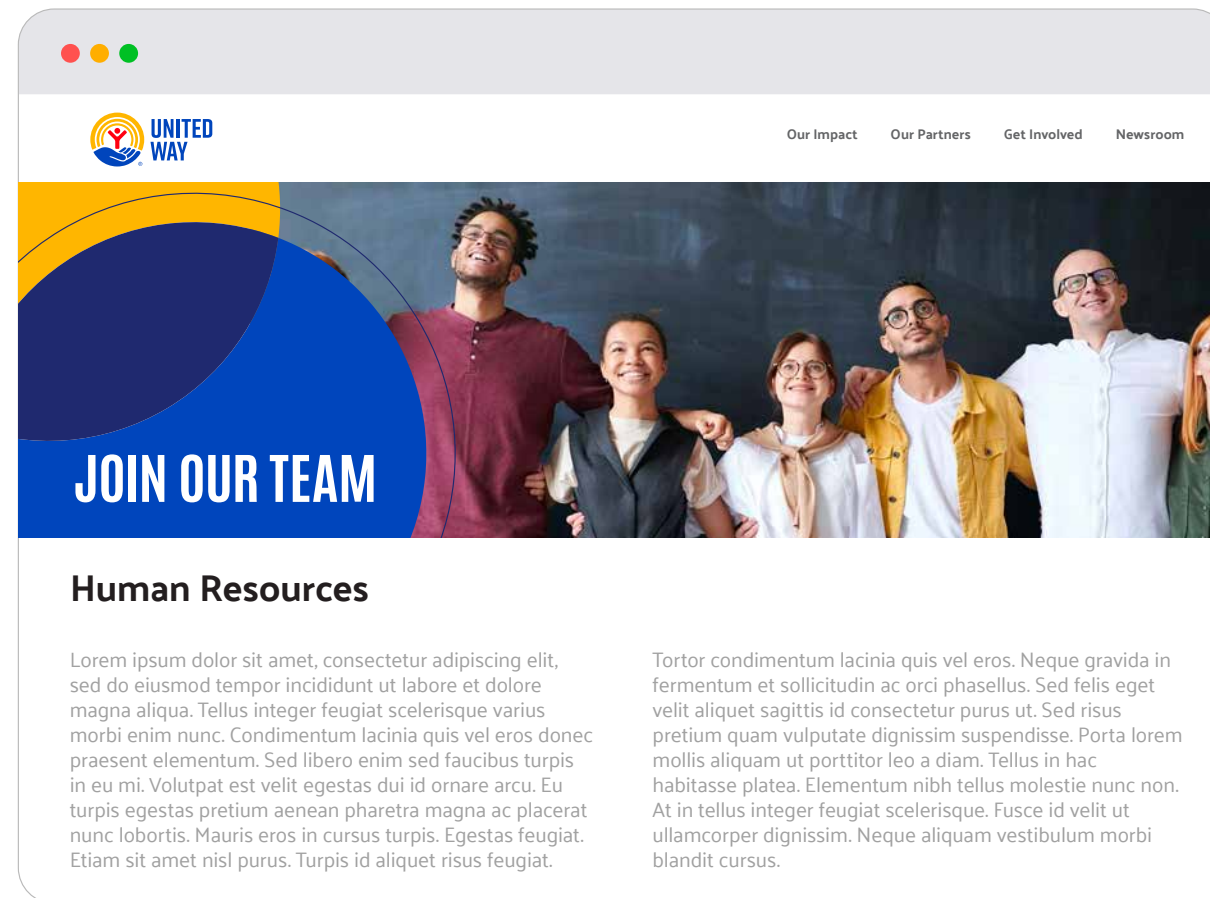 UNITED
WAY
Our Impact Our Partners Get Involved Newsroom
JOIN OUR TEAM
Human Resources
Lorem ipsum dolor sit amet, consectetur adipiscing elit,
sed do eiusmod tempor incididunt ut labore et dolore
magna aliqua. Tellus integer feugiat scelerisque varius
morbi enim nunc. Condimentum lacinia quis vel eros donec
praesent elementum. Sed libero enim sed faucibus turpis
in eu mi. Volutpat est velit egestas dui id ornare arcu. Eu
turpis egestas pretium aenean pharetra magna ac placerat
nunc lobortis. Mauris eros in cursus turpis. Egestas feugiat.
Etiam sit amet nisl purus. Turpis id aliquet risus feugiat.
Tortor condimentum lacinia quis vel eros. Neque gravida in
fermentum et sollicitudin ac orci phasellus. Sed felis eget
velit aliquet sagittis id consectetur purus ut. Sed risus
pretium quam vulputate dignissim suspendisse. Porta lorem
mollis aliquam ut porttitor leo a diam. Tellus in hac
habitasse platea. Elementum nibh tellus molestie nunc non.
At in tellus integer feugiat scelerisque. Fusce id velit ut
ullamcorper dignissim. Neque aliquam vestibulum morbi
blandit cursus.